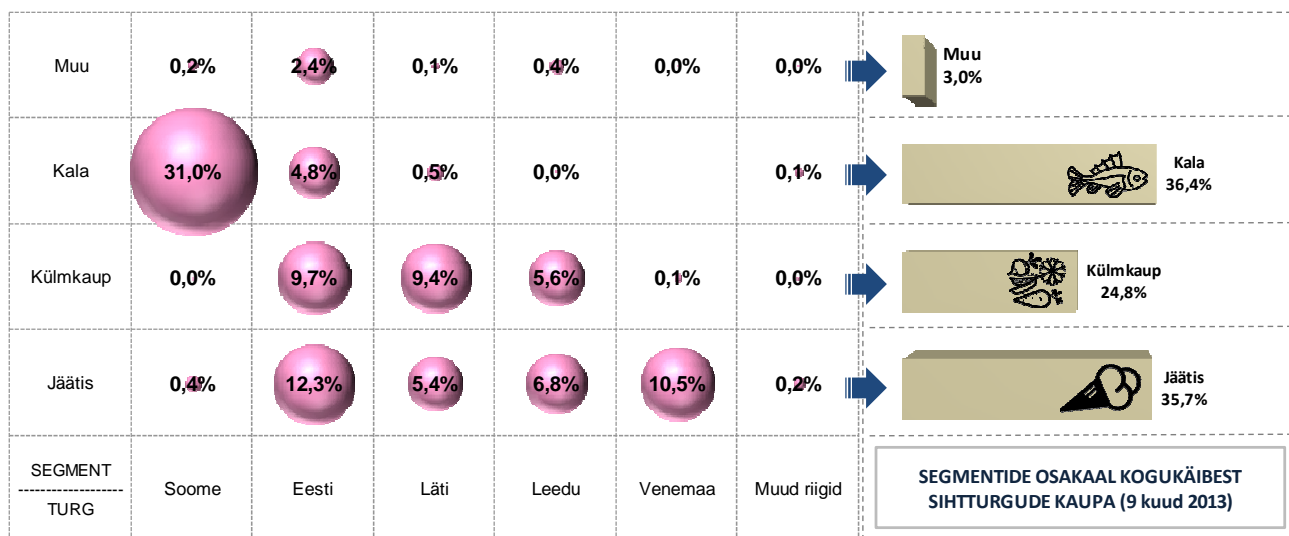 Muu 0,2% 2,4% 0,1% 0,4% 0,0% 0,0%
Muu
3,0%
Kala 31,0% 4,8% 0,5% 0,0% 0,1%
Kala
36,4%
Külmkaup 0,0% 9,7% 9,4% 5,6% 0,1% 0,0%
Külmkaup
24,8%
Jäätis 0,4% 12,3% 5,4% 6,8% 10,5% 0,2%
Jäätis
35,7%
SEGMENT
--------------------
TURG
Soome Eesti Läti Leedu Venemaa Muud riigid
SEGMENTIDE OSAKAAL KOGUKÄIBEST
SIHTTURGUDE KAUPA (9 kuud 2013)